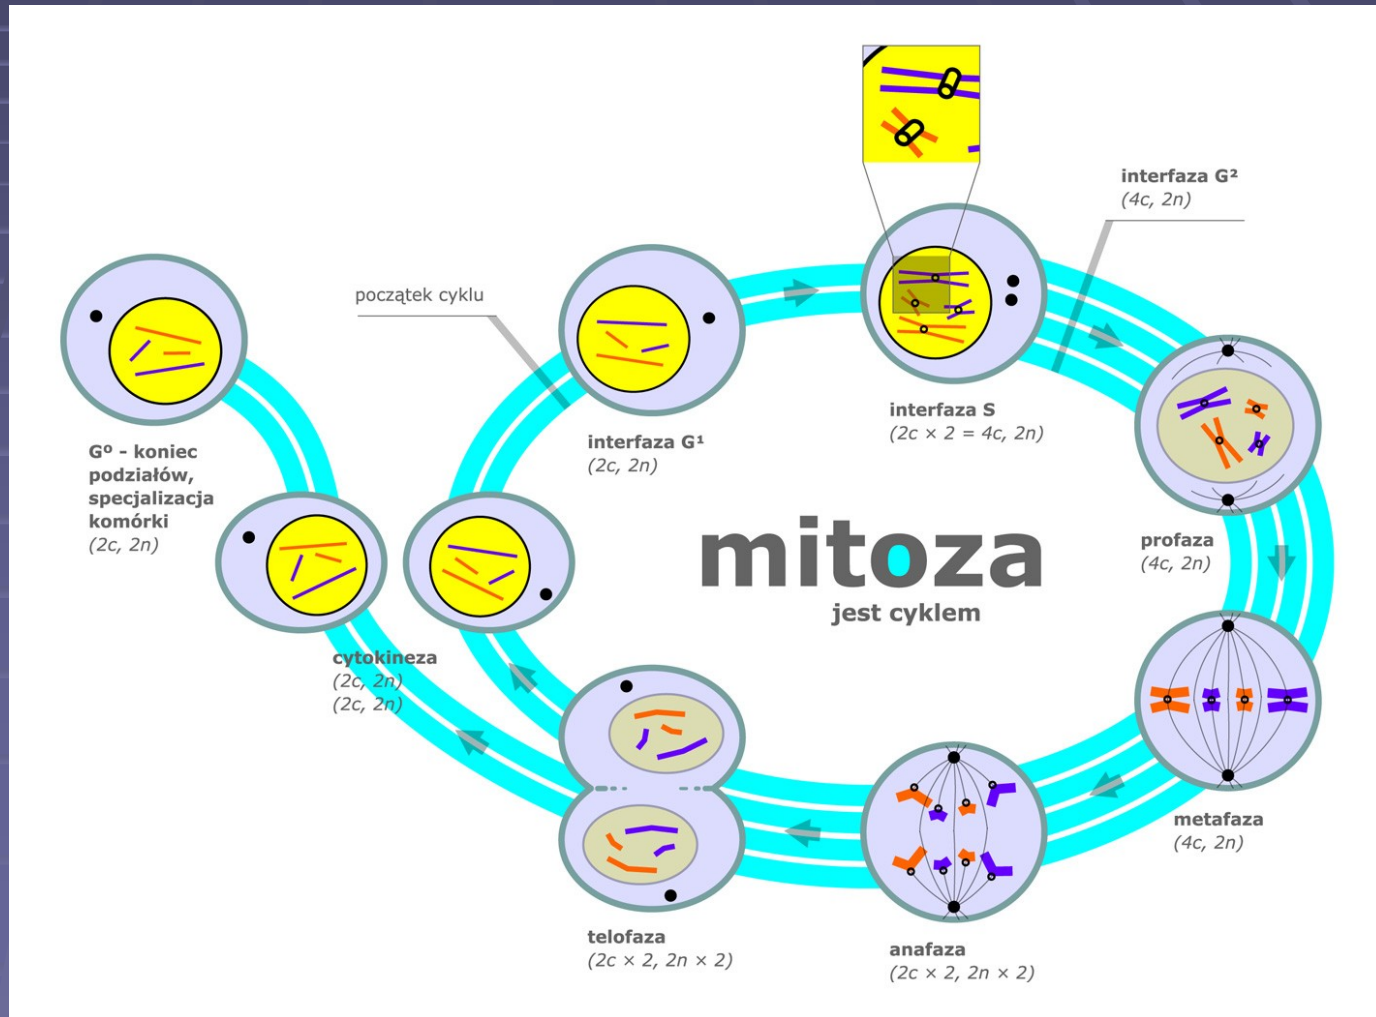 interfaza G²
(4c, 2n)
początek cyklu
interfaza S
(2c × 2 = 4c, 2n)
interfaza G¹
(2c, 2n)
G⁰ - koniec
podziałów,
specjalizacja
komórki
(2c, 2n)
mitoza
jest cyklem
profaza
(4c, 2n)
cytokineza
(2c, 2n)
(2c, 2n)
metafaza
(4c, 2n)
telofaza
(2c × 2, 2n × 2)
anafaza
(2c × 2, 2n × 2)